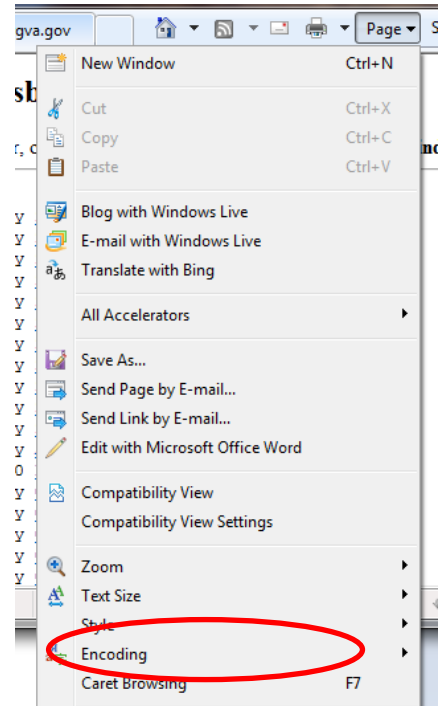 gva.gov
Page
S
New Window Ctrl+N
sb
Cut Ctrl+X
r, c
Copy Ctrl+C
Paste Ctrl+V
y
Blog with Windows Live
y
E-mail with Windows Live
y
Translate with Bing
y
y
All Accelerators
y
y
Save As...
y
Send Page by E-mail...
y
Send Link by E-mail...
y
Edit with Microsoft Office Word
y
0
Compatibility View
y
Compatibility View Settings
y
y
Zoom
y
Text Size
y
Style
Encoding
Caret Browsing F7